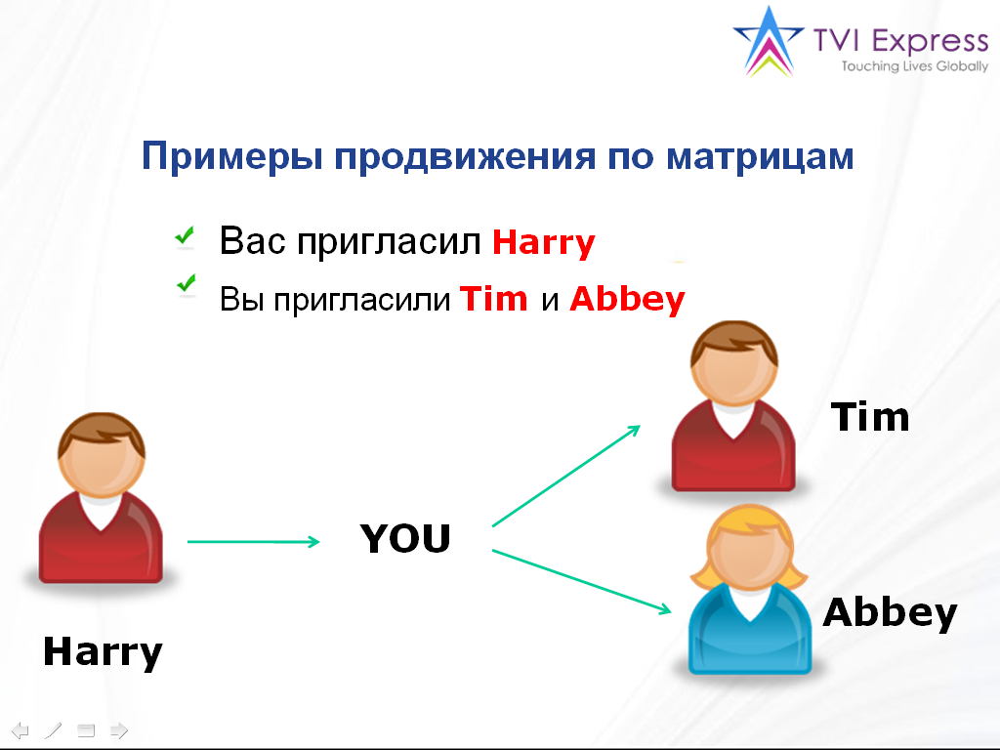 TVI Express
Touching Lives Globally
Примеры продвижения по матрицам
Вас пригласил Harry
Вы пригласили Tim и Abbey
Tim
YOU
Abbey
Harry